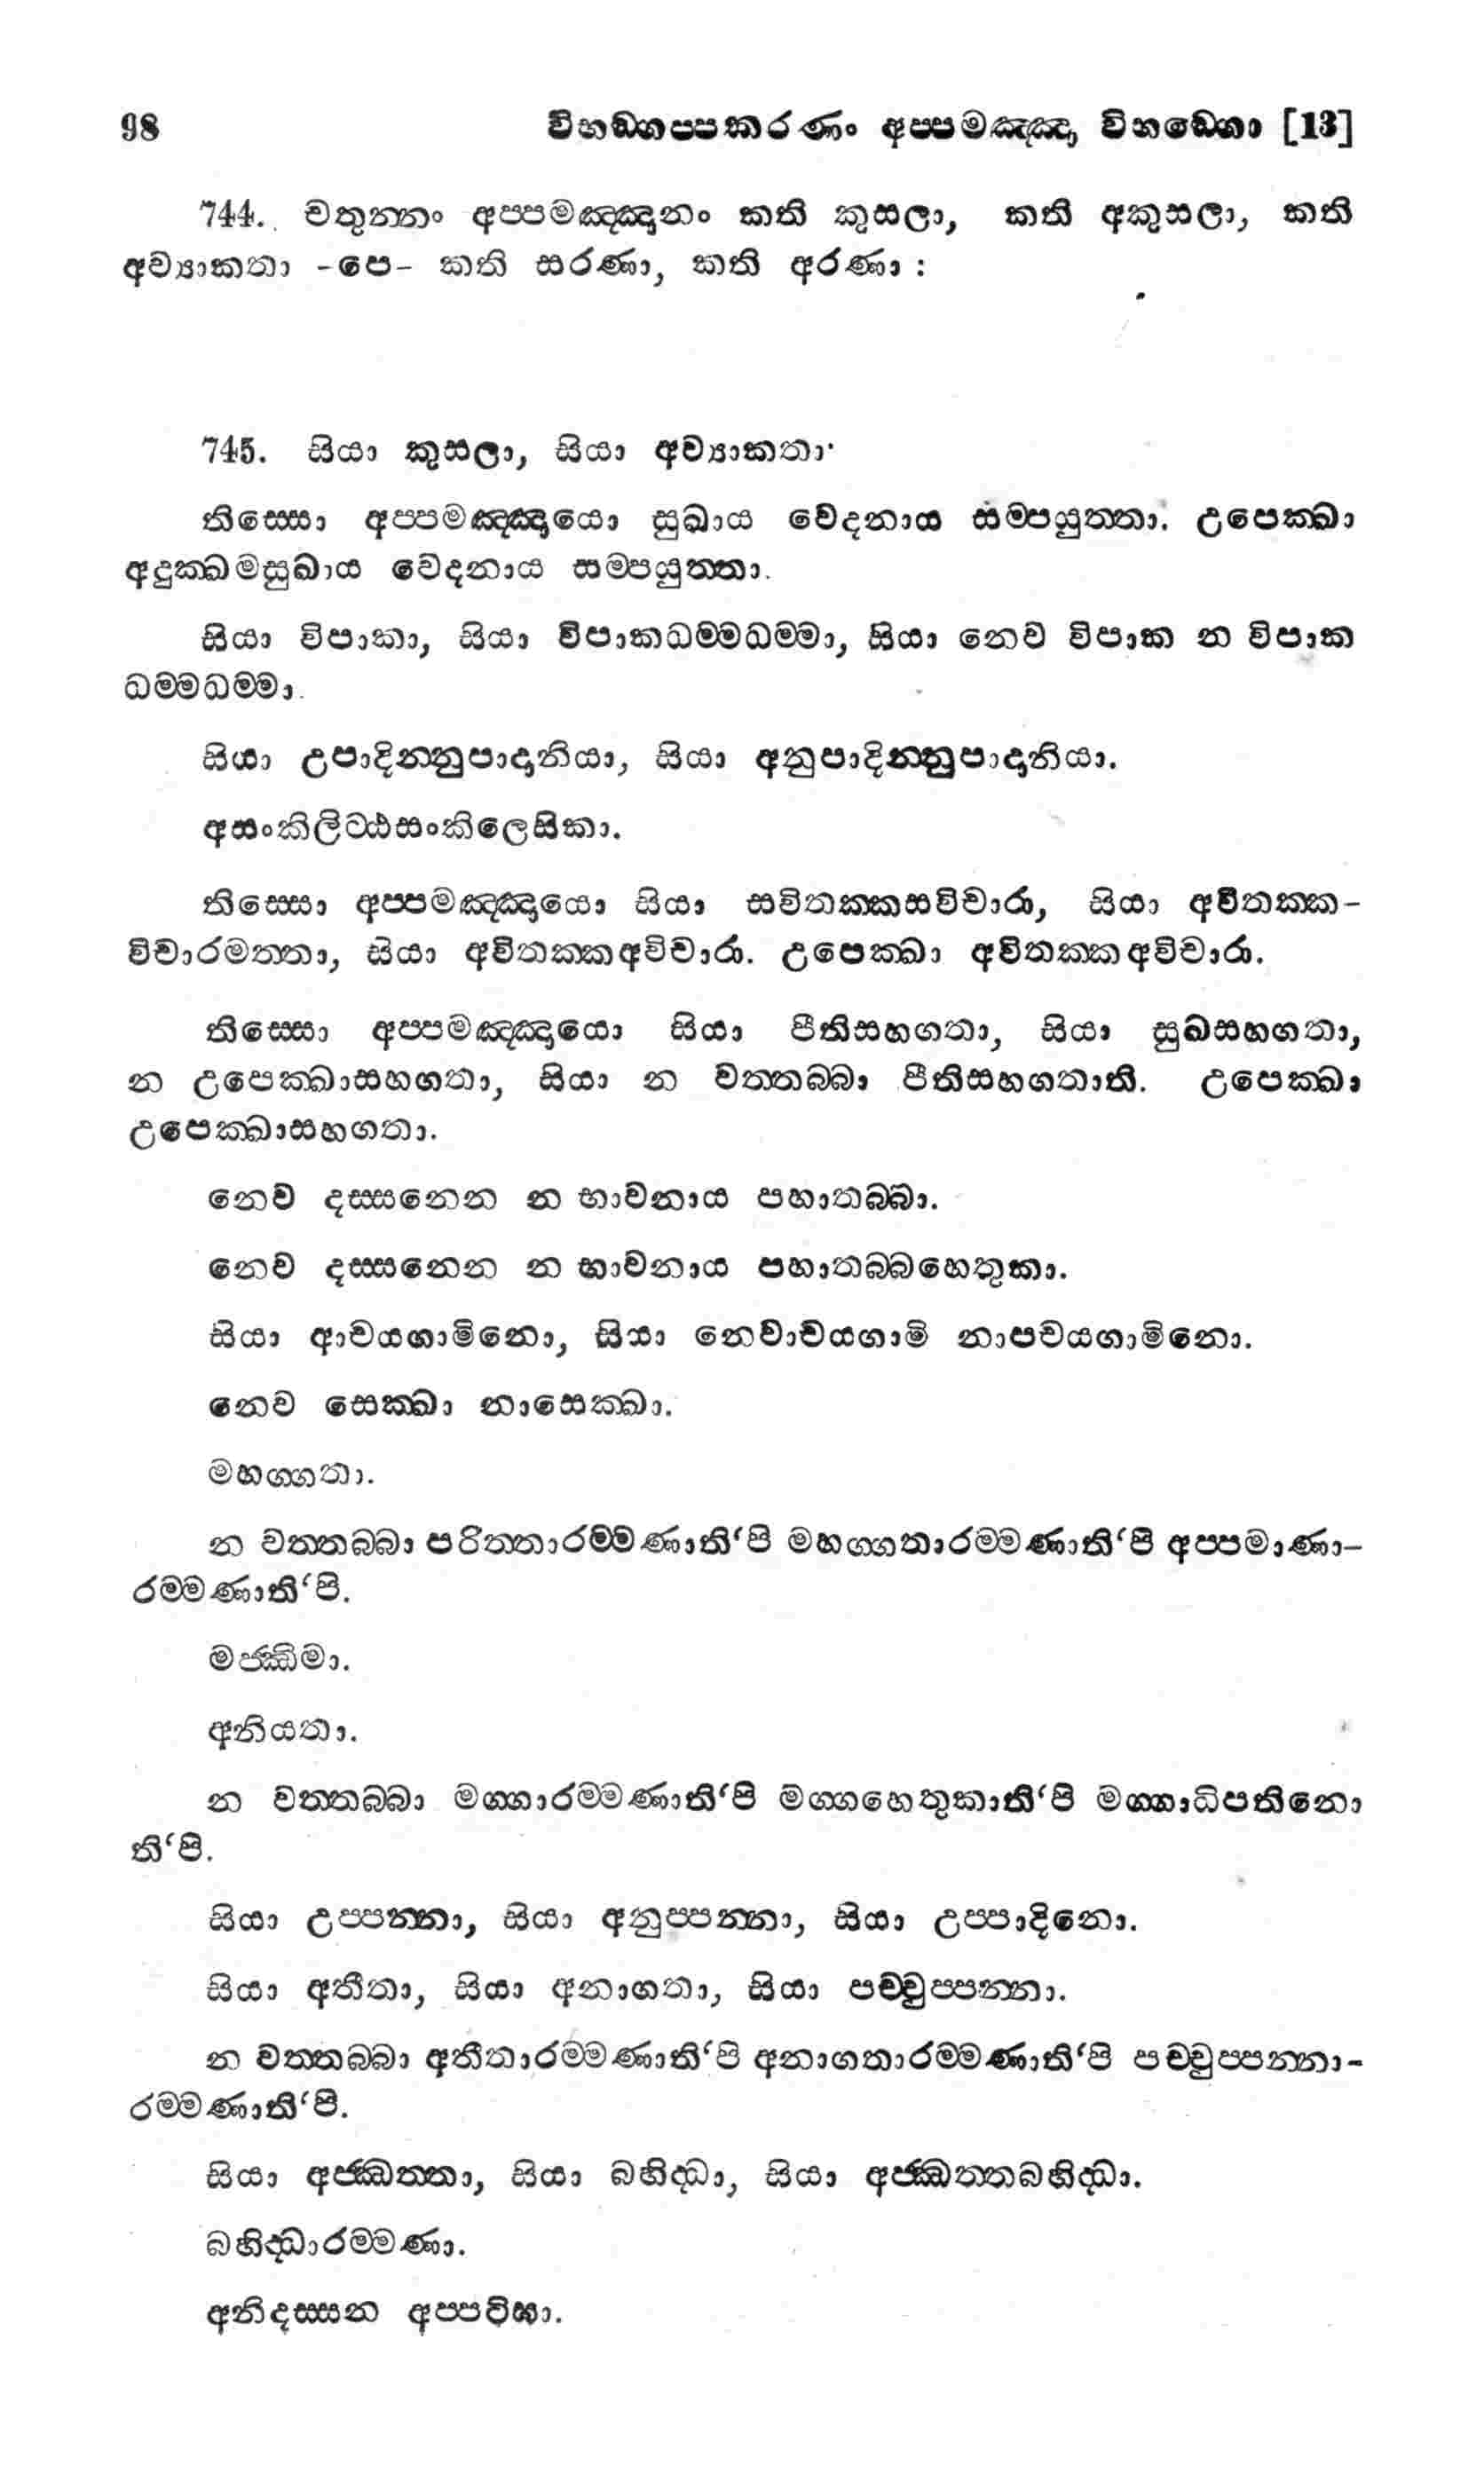 98 විභඞ්ගප්පකරණං අප්පමඤ්ඤා විභඞ්ගො [13]
744. චතුන්නං අප්පමඤ්ඤානං කති කුසලා, කති අකුසලා, කති
අව්‍යාකතා -පෙ- කති සරණා, කති අරණා :
745. සියා කුසලා, සියා අව්‍යාකතා.
තිස්සො අප්පමඤ්ඤායො සුඛාය වෙදනාය සම්පයුත්තා. උපෙක්ඛා
අදුක්ඛමසුඛාය වෙදනාය සම්පයුත්තා.
සියා විපාකා, සියා විපාකධම්මධම්මා, සියා නෙව විපාක න විපාක
ධම්මධම්මා.
සියා උපාදින්නුපාදානියා, සියා අනුපාදින්නුපාදානියා.
අසංකිලිට්ඨසංකිලෙසිකා.
තිස්සො අප්පමඤ්ඤායො සියා සවිතක්කසවිචාරා, සියා අවිතක්ක-
විචාරමත්තා, සියා අවිතක්කඅවිචාරා. උපෙක්ඛා අවිතක්කඅවිචාරා.
තිස්සො අප්පමඤ්ඤායො සියා පීතිසහගතා, සියා සුඛසහගතා,
න උපෙක්ඛාසහගතා, සියා න වත්තබ්බා පීතිසහගතාති. උපෙක්ඛා
උපෙක්ඛාසහගතා.
නෙව දස්සනෙන න භාවනාය පහාතබ්බා.
නෙව දස්සනෙන න භාවනාය පහාතබ්බහෙතුකා.
සියා ආචයගාමිනො, සියා නෙවාචයගාමි නාපචයගාමිනො.
නෙව සෙක්ඛා නාසෙක්ඛා.
මහග්ගතා.
න වත්තබ්බා පරිත්තාරම්මණාති‘පි මහග්ගතාරම්මණාති‘පි අප්පමාණා-
රම්මණාති‘පි.
මජ්ඣිමා.
අනියතා.
න වත්තබ්බා මග්ගාරම්මණාති‘පි මග්ගහෙතුකාති‘පි මග්ගාධිපතිනො
ති‘පි.
සියා උප්පන්නා, සියා අනුප්පන්නා, සියා උප්පාදිනො.
සියා අතීතා, සියා අනාගතා, සියා පච්චුප්පන්නා.
න වත්තබ්බා අතීතාරම්මණාති‘පි අනාගතාරම්මණාති‘පි පච්චුප්පන්නා-
රම්මණාති‘පි.
සියා අජ්ඣත්තා, සියා බහිද්ධා, සියා අජ්ඣත්තබහිද්ධා.
බහිද්ධාරම්මණා.
අනිදස්සන අප්පටිඝා.